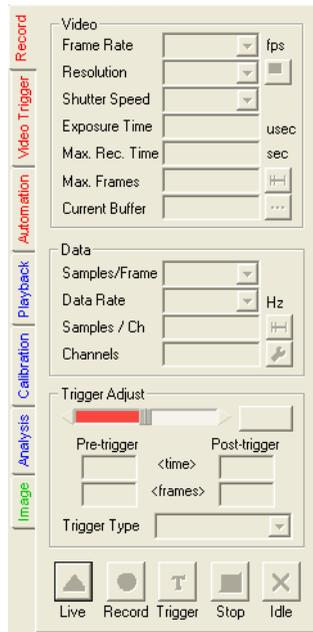 Record
Video Trigger
Automation
Playback
Calibration
Analysis
Image
Video
Frame Rate fps
Resolution
Shutter Speed
Exposure Time usec
Max. Rec. Time sec
Max. Frames
Current Buffer ...
Data
Samples/Frame
Data Rate Hz
Samples / Ch
Channels
Trigger Adjust
Pre-trigger Post-trigger
<time>
<frames>
Trigger Type
T
Live Record Trigger Stop Idle